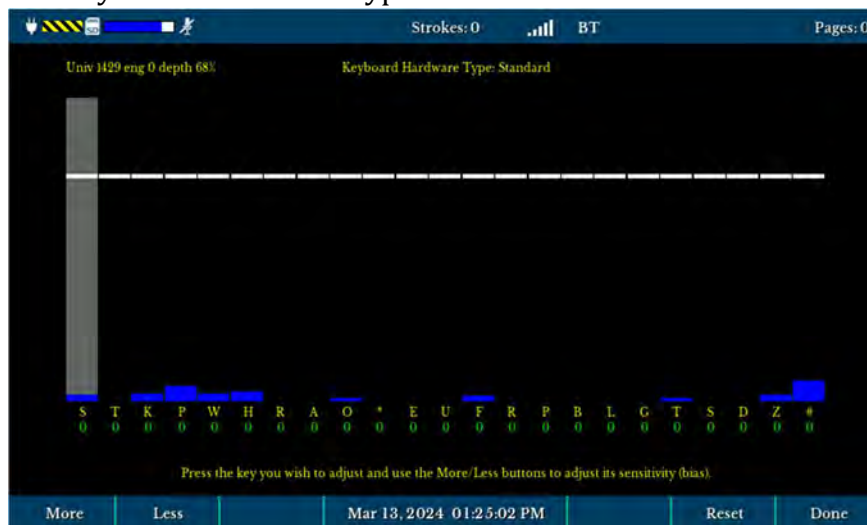 SD Strokes: 0 BT Pages: 0
Univ 1429 eng 0 depth 68% Keyboard Hardware Type: Standard
S T K P W H R A O * E U F R P B L G T S D Z #
0 0 0 0 0 0 0 0 0 0 0 0 0 0 0 0 0 0 0 0 0 0 0
Press the key you wish to adjust and use the More/Less buttons to adjust its sensitivity (bias).
More Less Mar 13, 2024 01:25:02 PM Reset Done